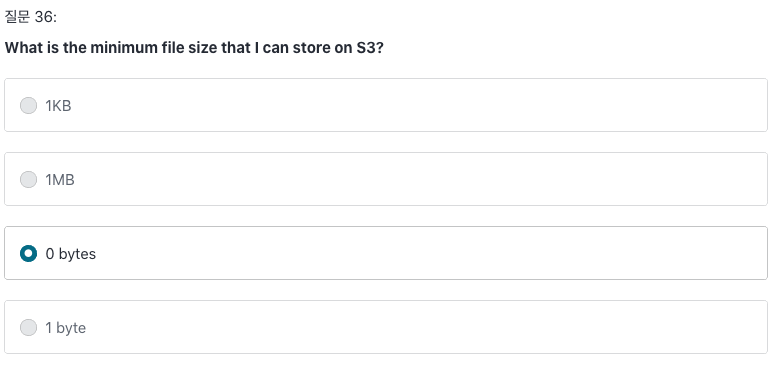 질문 36:
What is the minimum file size that I can store on S3?
1KB
1MB
0 bytes
1 byte